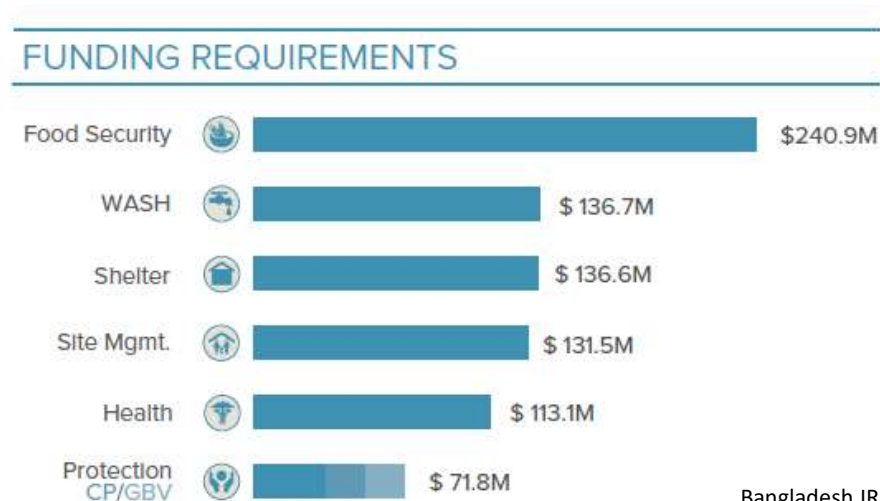 FUNDING REQUIREMENTS
Food Security $240.9M
WASH $ 136.7M
Shelter $ 136.6M
Site Mgmt. $ 131.5M
Health $ 113.1M
Protection
CP/GBV $ 71.8M
Bangladesh